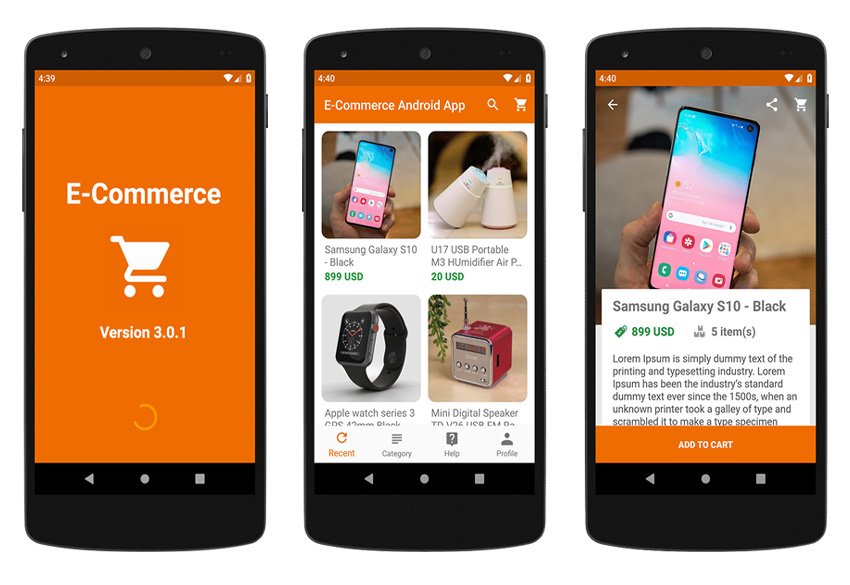 4:39
E-Commerce
Version 3.0.1
4:40
E-Commerce Android App
Samsung Galaxy S10
- Black
899 USD
U17 USB Portable
M3 HUmidifier Air P...
20 USD
Apple watch series 3
GPS 42mm Black
Mini Digital Speaker
TD-V26 USB FM Ra
Recent
Category
Help
Profile
4:40
Samsung Galaxy S10 - Black
899 USD
5 item(s)
Lorem Ipsum is simply dummy text of the
printing and typesetting industry. Lorem
Ipsum has been the industry's standard
dummy text ever since the 1500s, when an
unknown printer took a galley of type and
scrambled it to make a type specimen
ADD TO CART